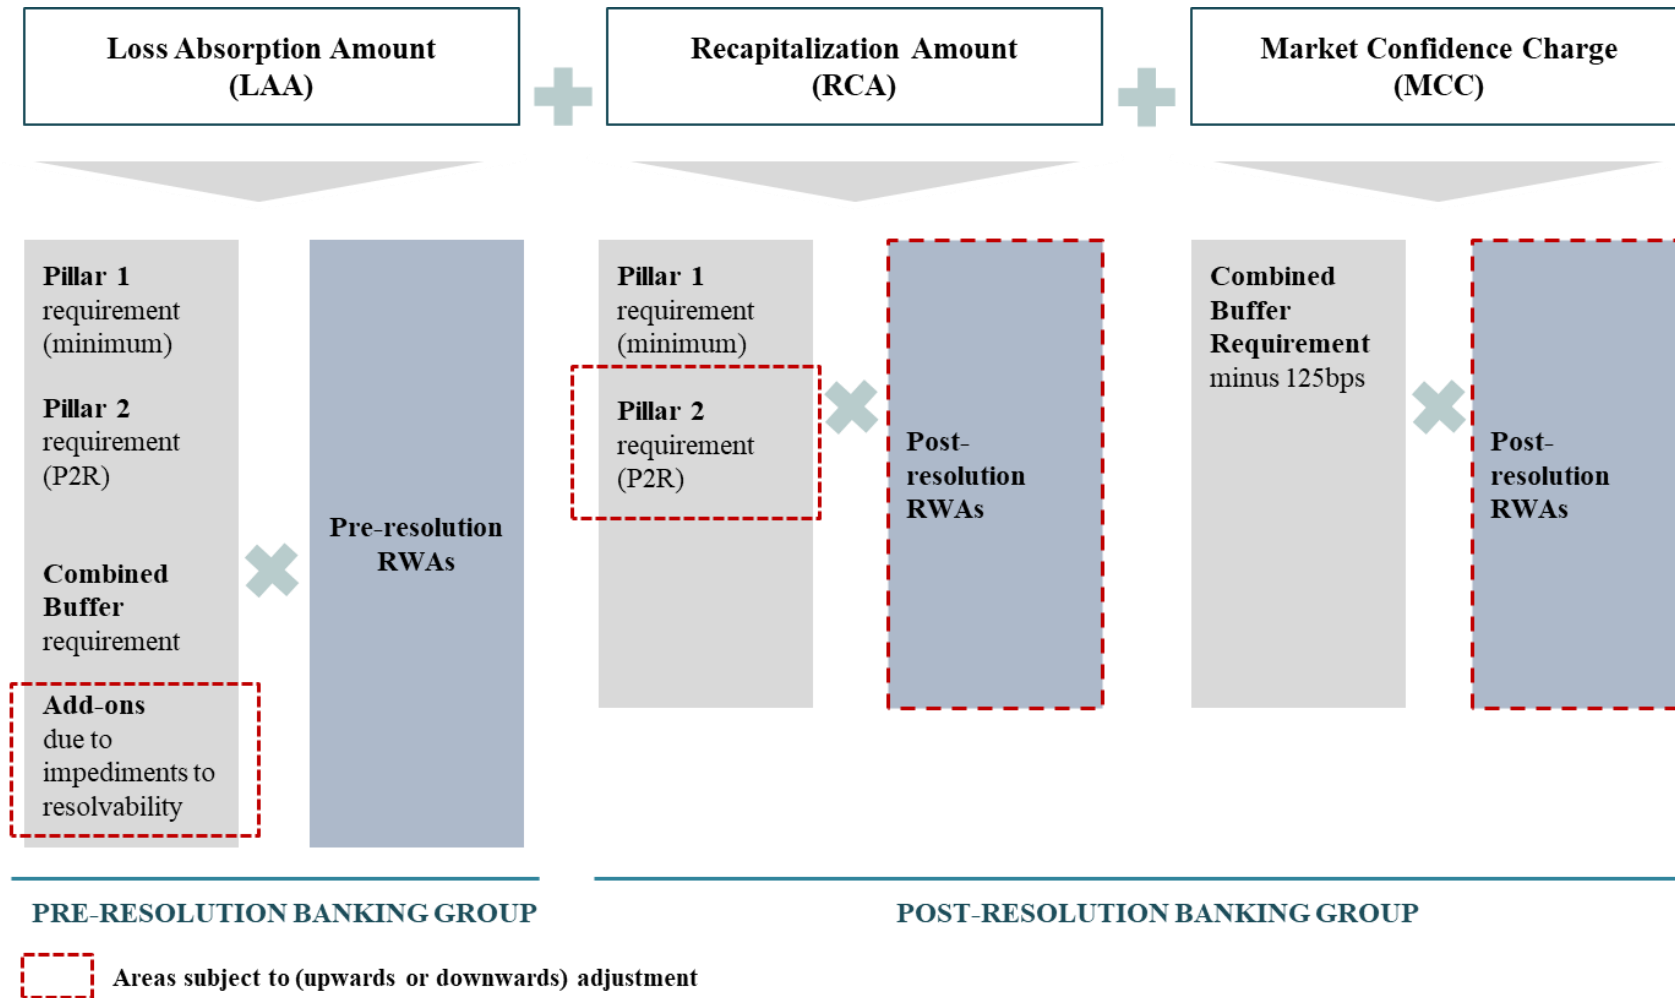 Loss Absorption Amount
(LAA)
Recapitalization Amount
(RCA)
Market Confidence Charge
(MCC)
Pillar 1
requirement
(minimum)
Pillar 2
requirement
(P2R)
Combined
Buffer
requirement
Add-ons
due to
impediments to
resolvability
Pre-resolution
RWAs
Pillar 1
requirement
(minimum)
Pillar 2
requirement
(P2R)
Post-
resolution
RWAs
Combined
Buffer
Requirement
minus 125bps
Post-
resolution
RWAs
PRE-RESOLUTION BANKING GROUP
POST-RESOLUTION BANKING GROUP
Areas subject to (upwards or downwards) adjustment